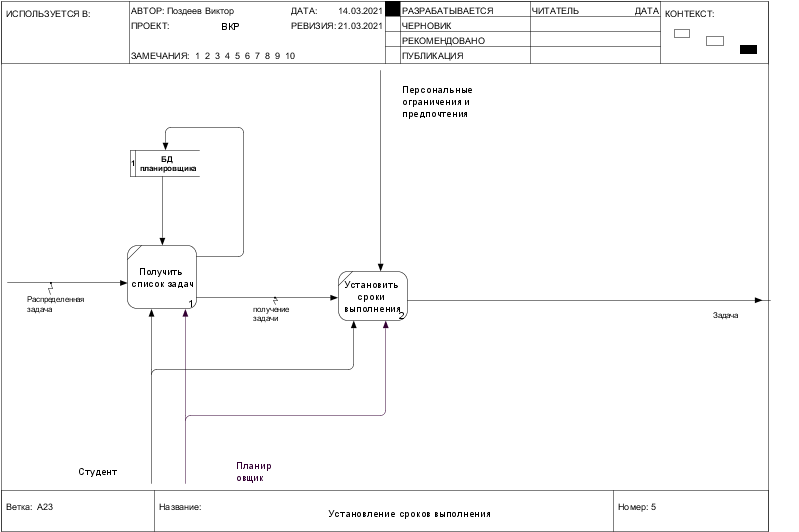 ИСПОЛЬЗУЕТСЯ В:
АВТОР: Поздеев Виктор
ДАТА: 14.03.2021
РАЗРАБАТЫВАЕТСЯ
ЧИТАТЕЛЬ
ДАТА
КОНТЕКСТ:
ПРОЕКТ: ВКР
РЕВИЗИЯ: 21.03.2021
ЧЕРНОВИК
РЕКОМЕНДОВАНО
ЗАМЕЧАНИЯ: 1 2 3 4 5 6 7 8 9 10
ПУБЛИКАЦИЯ
Персональные
ограничения и
предпочтения
1
БД
планировщика
Получить
список задач
1
Установить
сроки
выполнения
2
Распределенная
задача
получение
задачи
Задача
Студент
Планир
овщик
Ветка: A23
Название:
Установление сроков выполнения
Номер: 5